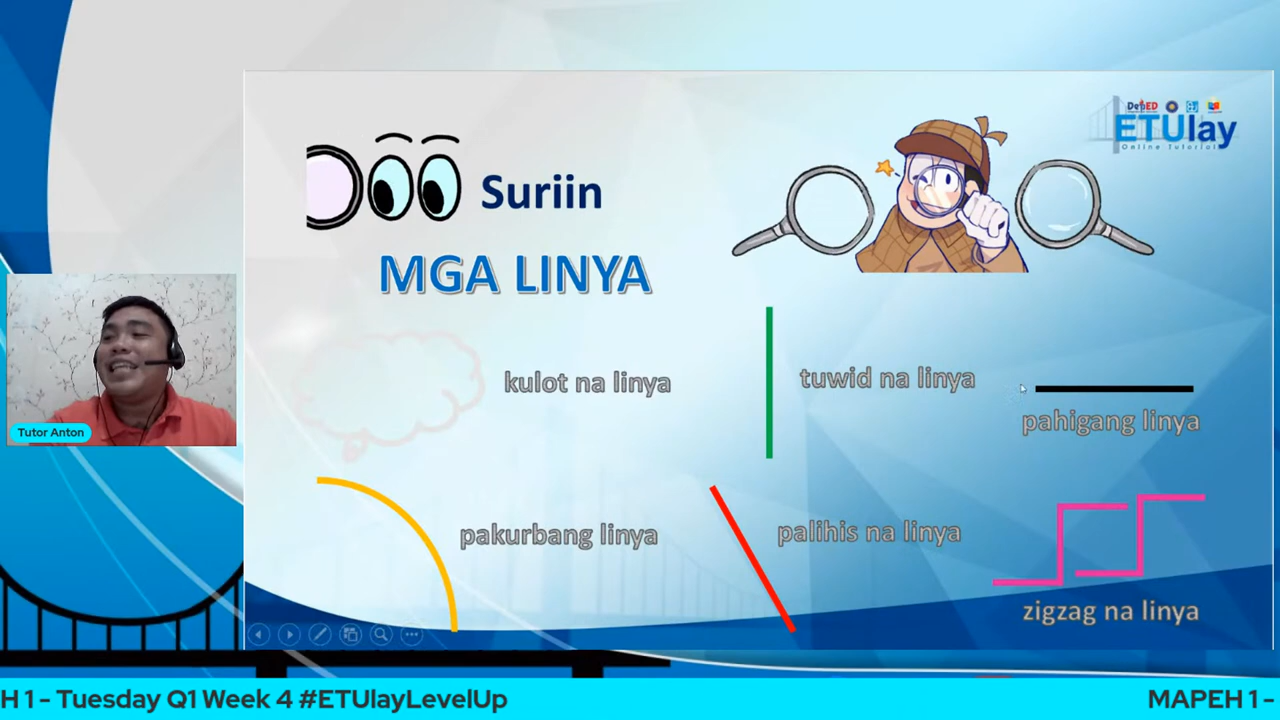 DepED
ETUlay
Online Tutorial
Suriin
MGA LINYA
kulot na linya
tuwid na linya
pahigang linya
pakurbang linya
palihis na linya
zigzag na linya
Tutor Anton
H 1 - Tuesday Q1 Week 4 #ETUlayLevelUp
MAPEH 1 -